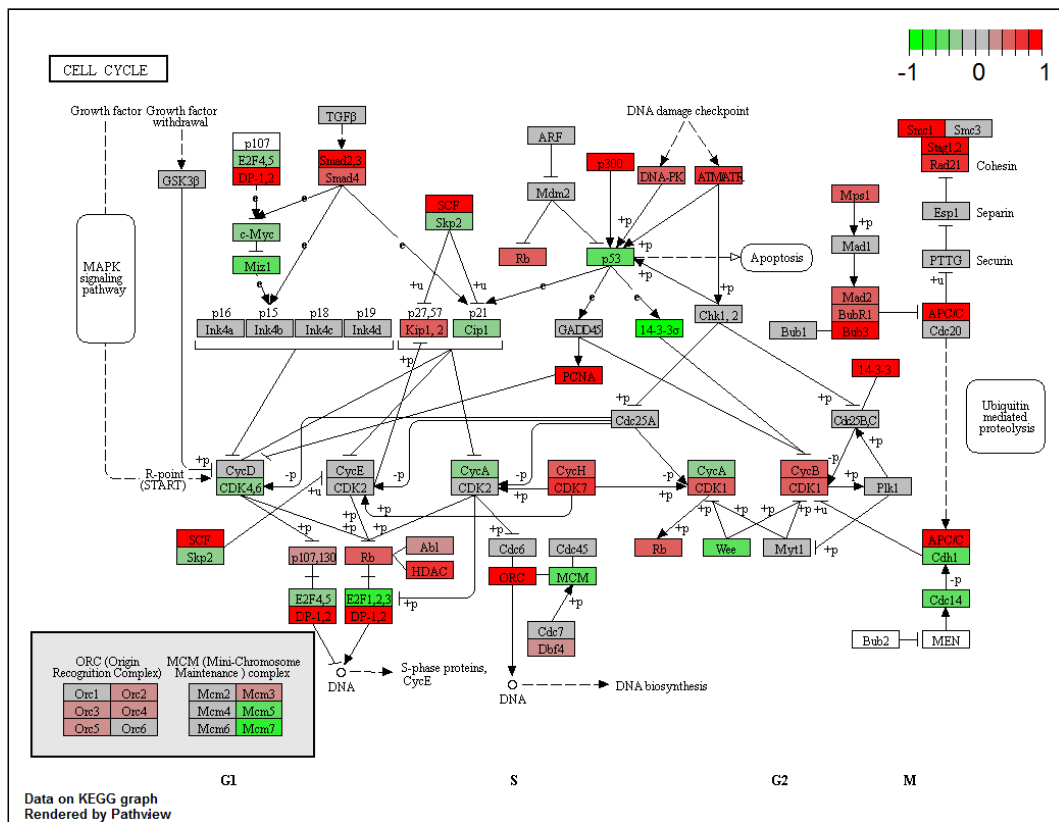 -1 0 1
CELL CYCLE
Growth factor
Growth factor
withdrawal
GSK3β
MAPK
signaling
pathway
R-point
(START)
p107
E2F4,5
DP-1,2
c-Myc
Miz1
TGFβ
Smad2,3
Smad4
e
e
e
e
e
p16
Ink4a
p15
Ink4b
p18
Ink4c
p19
Ink4d
SCF
Skp2
+u
+u
p27,57
Kip1, 2
p21
Cip1
+p
ARF
Mdm2
Rb
p300
DNA damage checkpoint
DNA-PK
ATM/ATR
+p
+p
+p
+p
p53
Apoptosis
e
e
e
GADD45
14-3-3σ
Chk1, 2
PCNA
+p
+p
Cdc25A
Cdc25B,C
14-3-3
Smc1
Smc3
Stag1,2
Rad21
Cohesin
Esp1
Separin
PTTG
Securin
+u
Mps1
+p
Mad1
Mad2
BubR1
Bub1
Bub3
APC/C
Cdc20
Ubiquitin
mediated
proteolysis
+p
CycD
CDK4,6
-p
CycE
CDK2
-p
+u
CycA
CDK2
-p
+p
CycH
CDK7
-p
+p
CycA
CDK1
CycB
CDK1
-p
-p
+p
+p
Plk1
SCF
Skp2
+p
+p
+p
+p
+p
+p
p107,130
Rb
Abl
HDAC
E2F4,5
DP-1,2
E2F1,2,3
DP-1,2
+p
DNA
S-phase proteins,
CycE
Cdc6
Cdc45
ORC
MCM
+p
Cdc7
Dbf4
DNA
DNA biosynthesis
+p
+p
+p
+p
+u
+p
Rb
Wee
Myt1
APC/C
Cdh1
-p
Cdc14
Bub2
MEN
ORC (Origin
Recognition Complex)
Orc1 Orc2
Orc3 Orc4
Orc5 Orc6
MCM (Mini-Chromosome
Maintenance ) complex
Mcm2 Mcm3
Mcm4 Mcm5
Mcm6 Mcm7
G1 S G2 M
Data on KEGG graph
Rendered by Pathview